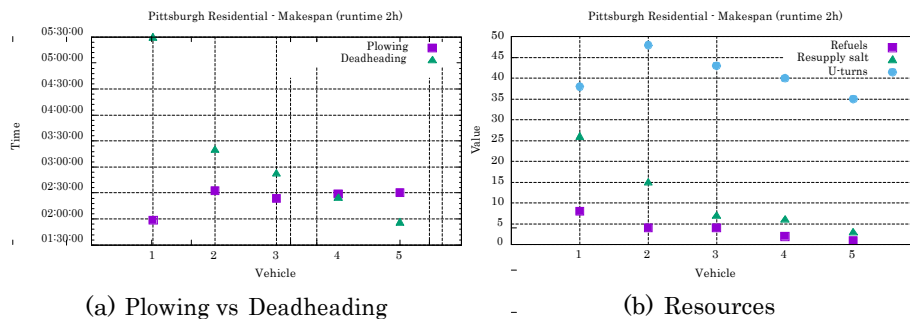 Pittsburgh Residential - Makespan (runtime 2h)
05:30:00
05:00:00
04:30:00
04:00:00
03:30:00
03:00:00
02:30:00
02:00:00
01:30:00
Time
Plowing
Deadheading
1 2 3 4 5
Vehicle
(a) Plowing vs Deadheading
Pittsburgh Residential - Makespan (runtime 2h)
50
45
40
35
30
25
20
15
10
5
0
Value
Refuels
Resupply salt
U-turns
1 2 3 4 5
Vehicle
(b) Resources